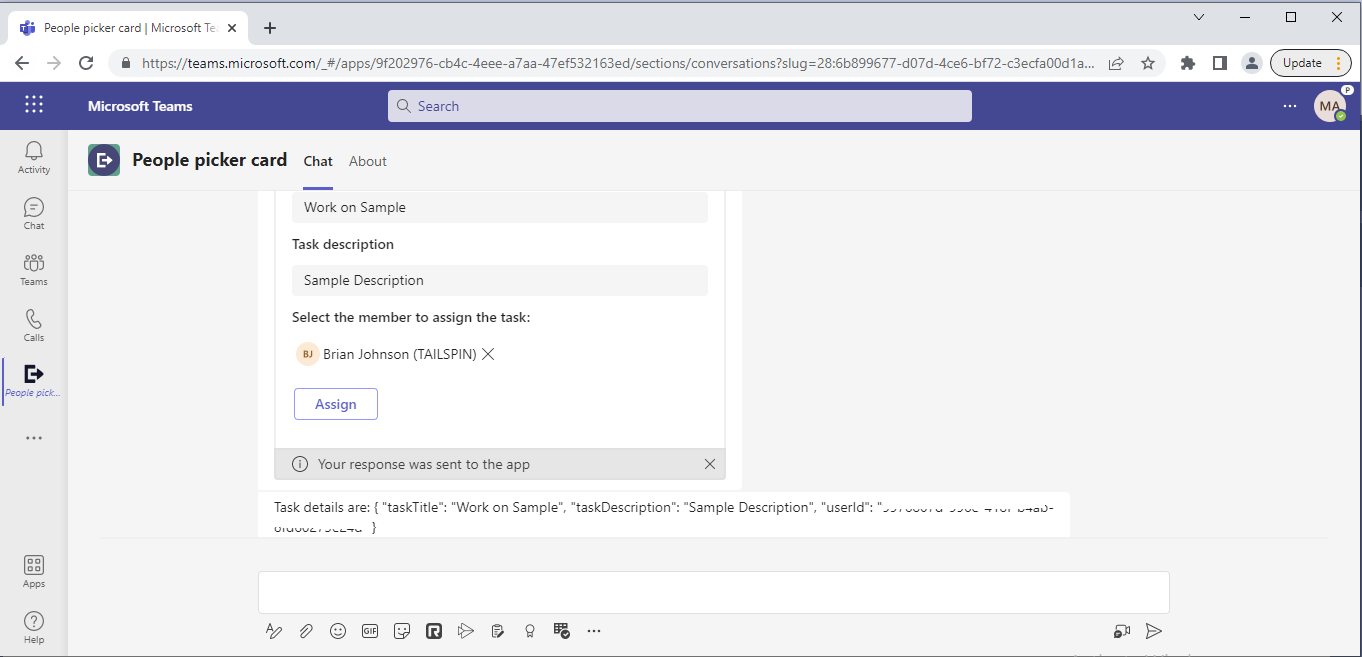 People picker card | Microsoft Te
https://teams.microsoft.com/_#/apps/9f202976-cb4c-4eee-a7aa-47ef532163ed/sections/conversations?slug=28:6b899677-d07d-4ce6-bf72-c3ecfa00d1a...
Update
Microsoft Teams
Search
MA
P
Activity
Chat
Teams
Calls
People pick...
Apps
Help
People picker card
Chat
About
Work on Sample
Task description
Sample Description
Select the member to assign the task:
BJ
Brian Johnson (TAILSPIN)
Assign
Your response was sent to the app
Task details are: { "taskTitle": "Work on Sample", "taskDescription": "Sample Description", "userId": "
}
GIF